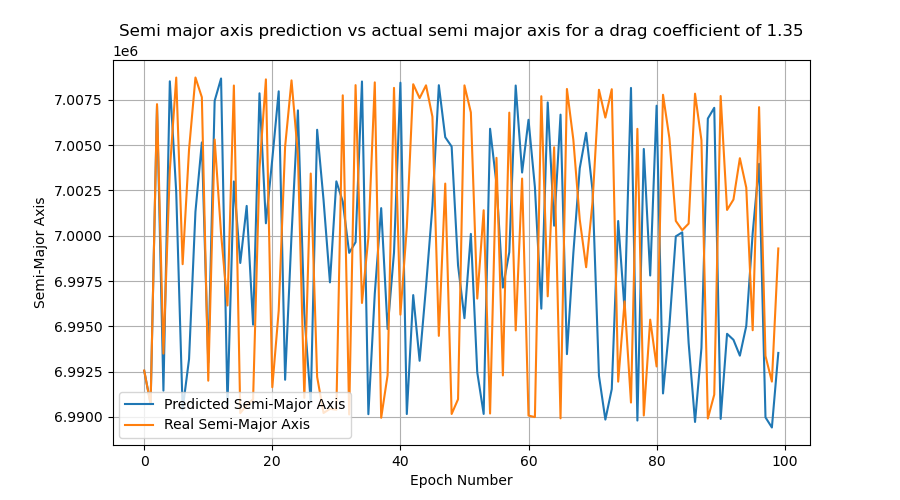 Semi major axis prediction vs actual semi major axis for a drag coefficient of 1.35
1e6
7.0075
7.0050
7.0025
7.0000
6.9975
6.9950
6.9925
6.9900
Semi-Major Axis
Predicted Semi-Major Axis
Real Semi-Major Axis
0 20 40 60 80 100
Epoch Number